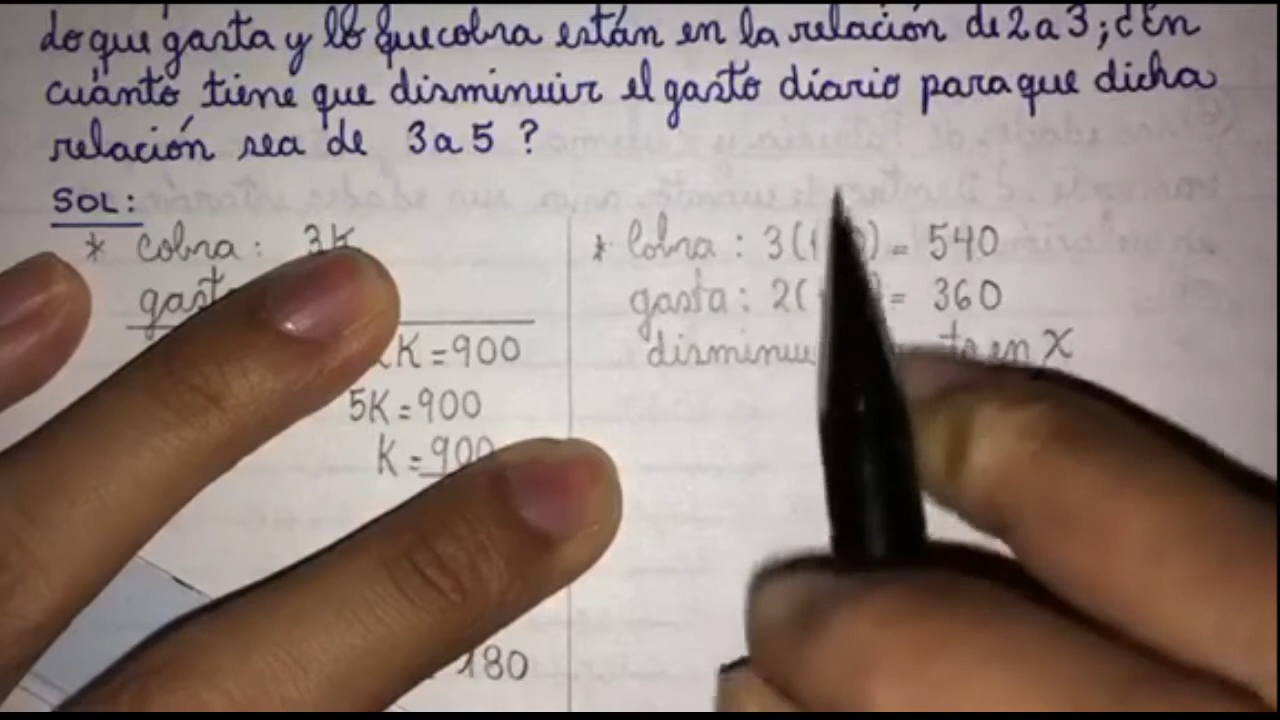 do que gasta y lo que cobra están en la relación de 2 a 3; ¿En
cuánto tiene que disminuir el gasto diario para que dicha
relación sea de 3 a 5 ?
SOL:
* Cobra: 3K
gasta
K = 900
5K = 900
K = 900
180
* Cobra: 3( ) = 540
gasta: 2( ) = 360
en X